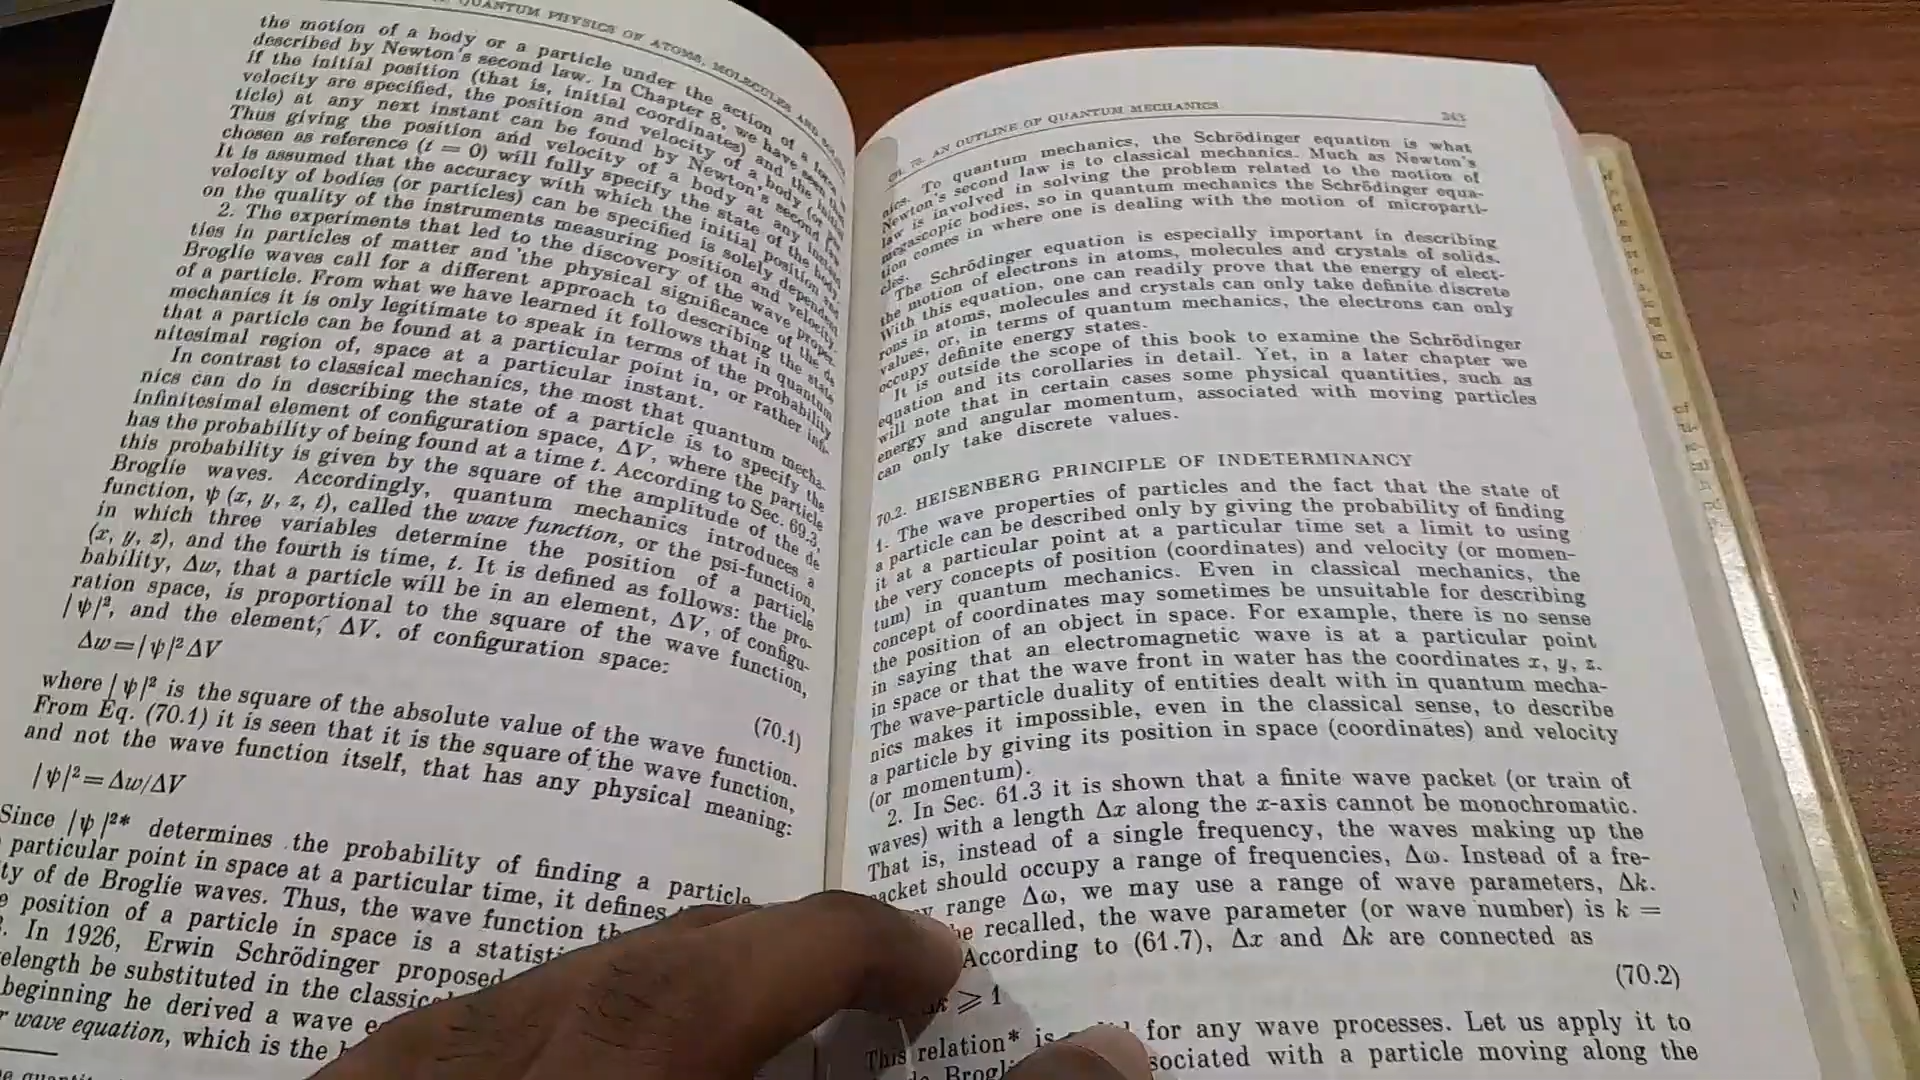 QUANTUM PHYSICS OF ATOMS, MOLECULES AND
the motion of a body or a particle under the action of a force
described by Newton's second law. In Chapter 8, we have seen that
if the initial position (that is, initial coordinates) and the initial
velocity are specified, the position and velocity of a body (or par-
ticle) at any next instant can be found by Newton's second law.
Thus giving the position and velocity of a body at any instant
chosen as reference (t = 0) will fully specify the state of the body.
It is assumed that the accuracy with which the initial position and
velocity of bodies (or particles) can be specified is solely dependent
on the quality of the instruments measuring position and velocity.
2. The experiments that led to the discovery of the wave proper-
ties in particles of matter and the physical significance of the de
Broglie waves call for a different approach to describing the state
of a particle. From what we have learned it follows that in quantum
mechanics it is only legitimate to speak in terms of the probability
that a particle can be found at a particular point in, or rather infi-
nitesimal region of, space at a particular instant.
In contrast to classical mechanics, the most that quantum mecha-
nics can do in describing the state of a particle is to specify the
infinitesimal element of configuration space, ΔV, where the particle
has the probability of being found at a time t. According to Sec. 69.3,
this probability is given by the square of the amplitude of the de
Broglie waves. Accordingly, quantum mechanics introduces a
function, ψ (x, y, z, t), called the wave function, or the psi-function,
in which three variables determine the position of a particle
(x, y, z), and the fourth is time, t. It is defined as follows: the pro-
bability, Δw, that a particle will be in an element, ΔV, of configu-
ration space, is proportional to the square of the wave function,
|ψ|², and the element, ΔV, of configuration space:
Δw=|ψ|²ΔV
(70.1)
where |ψ|² is the square of the absolute value of the wave function.
From Eq. (70.1) it is seen that it is the square of the wave function,
and not the wave function itself, that has any physical meaning:
|ψ|²=Δw/ΔV
Since |ψ|²* determines the probability of finding a particle
particular point in space at a particular time, it defines
ty of de Broglie waves. Thus, the wave function
position of a particle in space is a
In 1926, Erwin Schrödinger proposed
elength be substituted in the
beginning he derived a wave
wave equation, which is the
CH. 70. AN OUTLINE OF QUANTUM MECHANICS
243
nics.
To quantum mechanics, the Schrödinger equation is what
Newton's second law is to classical mechanics. Much as Newton's
law is involved in solving the problem related to the motion of
megascopic bodies, so in quantum mechanics the Schrödinger equa-
tion comes in where one is dealing with the motion of microparti-
cles.
The Schrödinger equation is especially important in describing
the motion of electrons in atoms, molecules and crystals of solids.
With this equation, one can readily prove that the energy of elect-
rons in atoms, molecules and crystals can only take definite discrete
values, or, in terms of quantum mechanics, the electrons can only
occupy definite energy states.
It is outside the scope of this book to examine the Schrödinger
equation and its corollaries in detail. Yet, in a later chapter we
will note that in certain cases some physical quantities, such as
energy and angular momentum, associated with moving particles
can only take discrete values.
70.2. HEISENBERG PRINCIPLE OF INDETERMINANCY
1. The wave properties of particles and the fact that the state of
a particle can be described only by giving the probability of finding
it at a particular point at a particular time set a limit to using
the very concepts of position (coordinates) and velocity (or momen-
tum) in quantum mechanics. Even in classical mechanics, the
concept of coordinates may sometimes be unsuitable for describing
the position of an object in space. For example, there is no sense
in saying that an electromagnetic wave is at a particular point
in space or that the wave front in water has the coordinates x, y, z.
The wave-particle duality of entities dealt with in quantum mecha-
nics makes it impossible, even in the classical sense, to describe
a particle by giving its position in space (coordinates) and velocity
(or momentum).
2. In Sec. 61.3 it is shown that a finite wave packet (or train of
waves) with a length Δx along the x-axis cannot be monochromatic.
That is, instead of a single frequency, the waves making up the
packet should occupy a range of frequencies, Δω. Instead of a fre-
range Δω, we may use a range of wave parameters, Δk.
be recalled, the wave parameter (or wave number) is k =
According to (61.7), Δx and Δk are connected as
⩾ 1
(70.2)
This relation* is for any wave processes. Let us apply it to
sociated with a particle moving along the